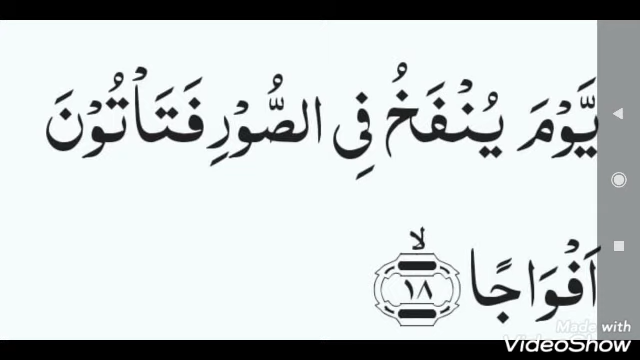 يَّوْمَ يُنْفَخُ فِى الصُّوْرِ فَتَاْتُوْنَ
اَفْوَاجًا ۙ ١٨
Made with
VideoShow